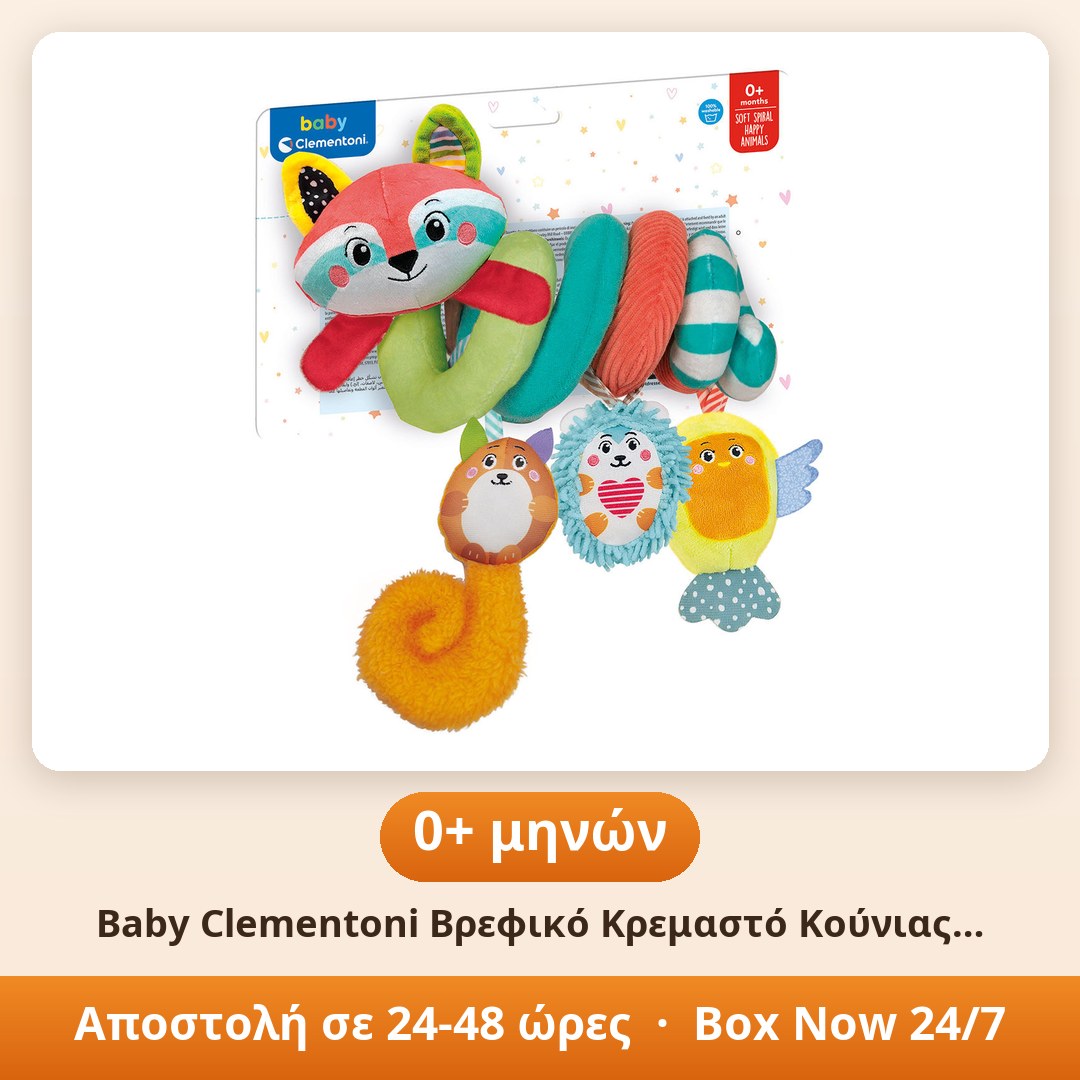 baby
Clementoni
100%
washable
0+
months
SOFT SPIRAL
HAPPY
ANIMALS
0+ μηνών
Baby Clementoni Βρεφικό Κρεμαστό Κούνιας...
Αποστολή σε 24-48 ώρες · Box Now 24/7